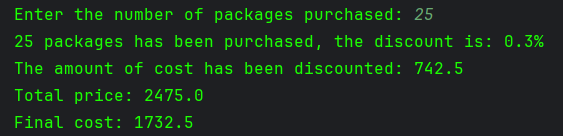 Enter the number of packages purchased: 25
25 packages has been purchased, the discount is: 0.3%
The amount of cost has been discounted: 742.5
Total price: 2475.0
Final cost: 1732.5